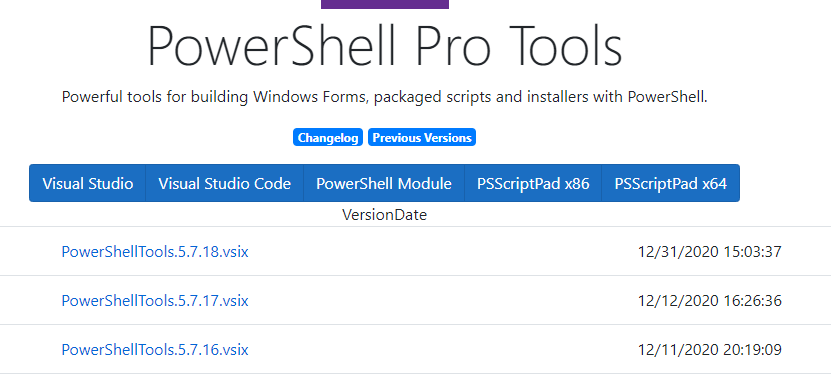 PowerShell Pro Tools
Powerful tools for building Windows Forms, packaged scripts and installers with PowerShell.
Changelog Previous Versions
Visual Studio Visual Studio Code PowerShell Module PSScriptPad x86 PSScriptPad x64
VersionDate
PowerShellTools.5.7.18.vsix 12/31/2020 15:03:37
PowerShellTools.5.7.17.vsix 12/12/2020 16:26:36
PowerShellTools.5.7.16.vsix 12/11/2020 20:19:09